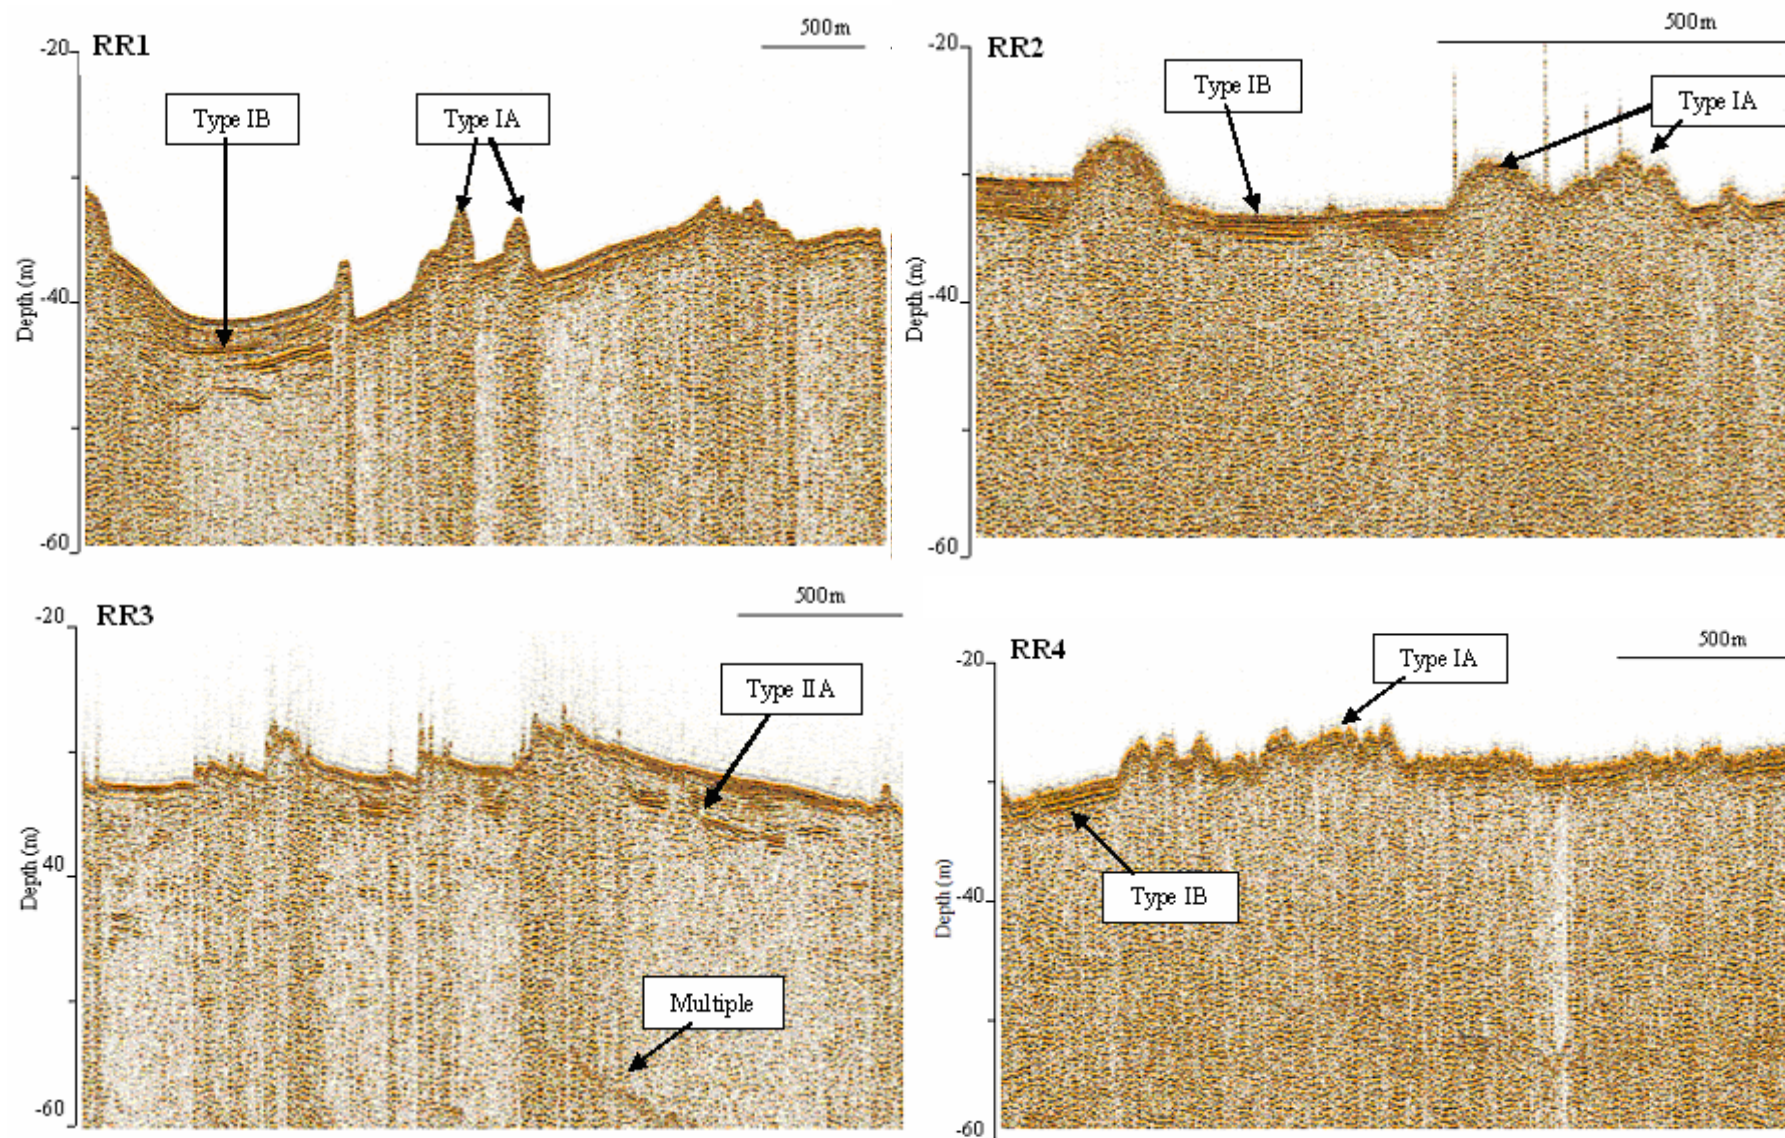 RR1
500m
-20
Type IB
Type IA
Depth (m)
-40
-60
RR2
500m
-20
Type IB
Type IA
Depth (m)
-40
-60
RR3
500m
-20
Type IIA
Depth (m)
40
Multiple
-60
RR4
500m
-20
Type IA
Depth (m)
-40
Type IB
-60